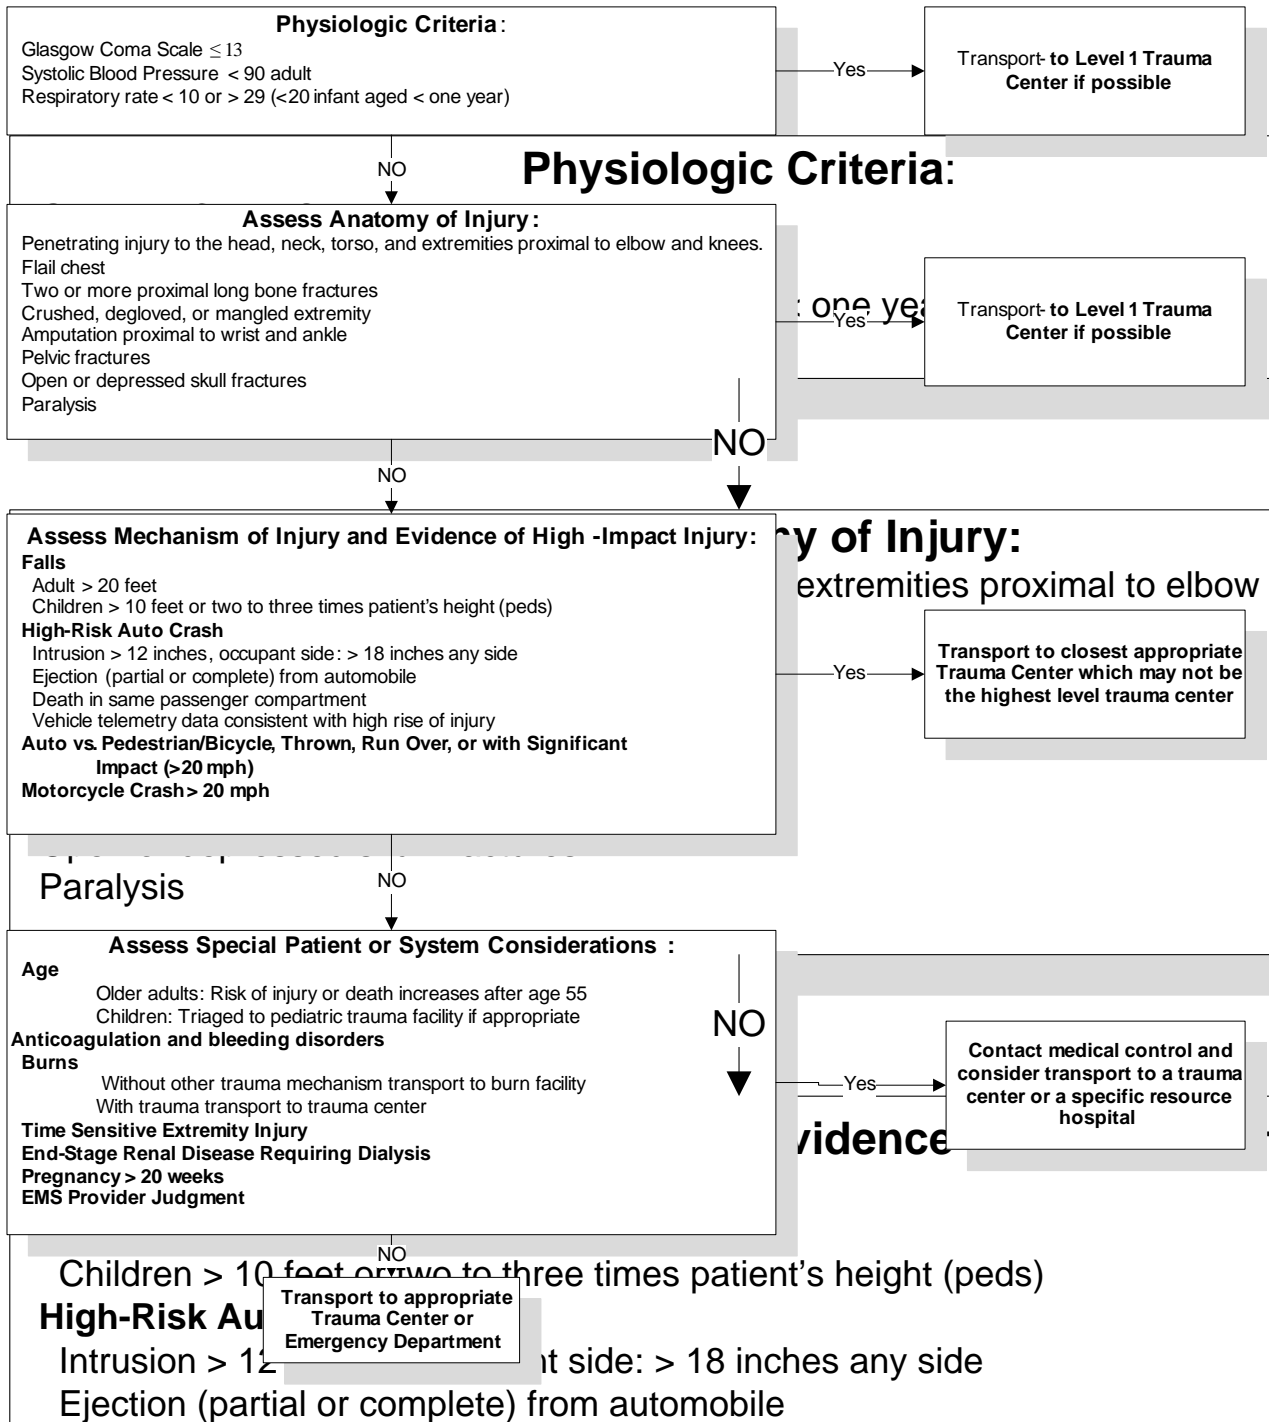 Physiologic Criteria:
Glasgow Coma Scale ≤ 13
Systolic Blood Pressure < 90 adult
Respiratory rate < 10 or > 29 (<20 infant aged < one year)
Yes
Transport- to Level 1 Trauma
Center if possible
NO
Physiologic Criteria:
Assess Anatomy of Injury:
Penetrating injury to the head, neck, torso, and extremities proximal to elbow and knees.
Flail chest
Two or more proximal long bone fractures
Crushed, degloved, or mangled extremity
Amputation proximal to wrist and ankle
Pelvic fractures
Open or depressed skull fractures
Paralysis
one
Yes
Transport- to Level 1 Trauma
Center if possible
NO
NO
of Injury:
extremities proximal to elbow
Assess Mechanism of Injury and Evidence of High -Impact Injury:
Falls
Adult > 20 feet
Children > 10 feet or two to three times patient's height (peds)
High-Risk Auto Crash
Intrusion > 12 inches, occupant side: > 18 inches any side
Ejection (partial or complete) from automobile
Death in same passenger compartment
Vehicle telemetry data consistent with high rise of injury
Auto vs. Pedestrian/Bicycle, Thrown, Run Over, or with Significant
Impact (>20 mph)
Motorcycle Crash > 20 mph
Yes
Transport to closest appropriate
Trauma Center which may not be
the highest level trauma center
Paralysis
NO
Assess Special Patient or System Considerations :
Age
Older adults: Risk of injury or death increases after age 55
Children: Triaged to pediatric trauma facility if appropriate
Anticoagulation and bleeding disorders
Burns
Without other trauma mechanism transport to burn facility
With trauma transport to trauma center
Time Sensitive Extremity Injury
End-Stage Renal Disease Requiring Dialysis
Pregnancy > 20 weeks
EMS Provider Judgment
NO
Yes
Contact medical control and
consider transport to a trauma
center or a specific resource
hospital
vidence
NO
Children > 10 feet or two to three times patient's height (peds)
Transport to appropriate
Trauma Center or
Emergency Department
High-Risk Au
Intrusion > 12 t side: > 18 inches any side
Ejection (partial or complete) from automobile